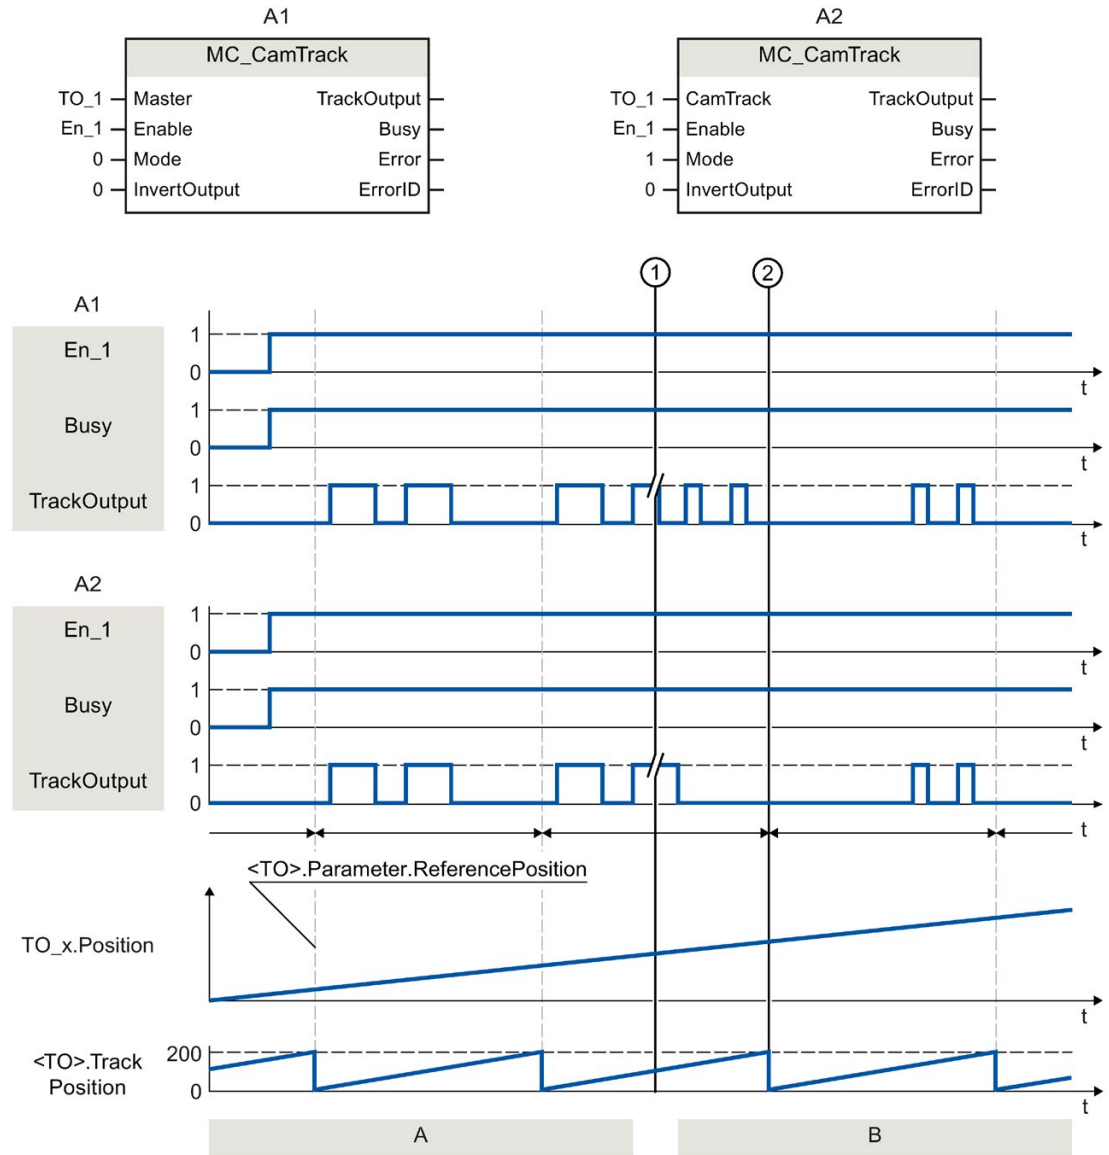 A1
A2
MC_CamTrack
MC_CamTrack
TO_1 Master TrackOutput
TO_1 CamTrack TrackOutput
En_1 Enable Busy
En_1 Enable Busy
0 Mode Error
1 Mode Error
0 InvertOutput ErrorID
0 InvertOutput ErrorID
1
2
A1
En_1
1
0
t
Busy
1
0
t
TrackOutput
1
0
t
A2
En_1
1
0
t
Busy
1
0
t
TrackOutput
1
0
t
<TO>.Parameter.ReferencePosition
TO_x.Position
t
<TO>.Track
Position
200
0
t
A
B